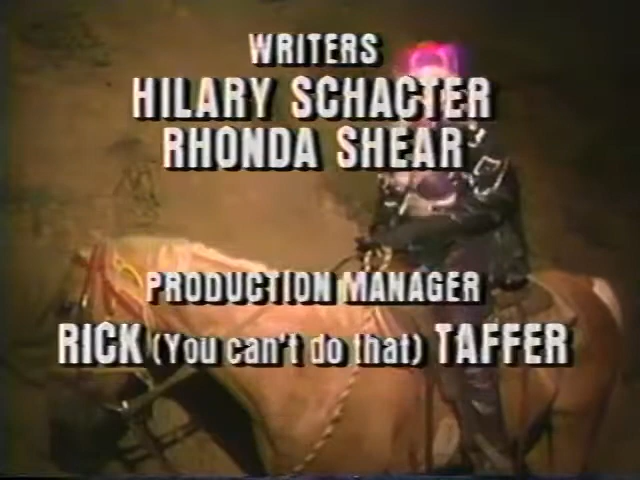 WRITERS
HILARY SCHACTER
RHONDA SHEAR
PRODUCTION MANAGER
RICK (You can't do that) TAFFER